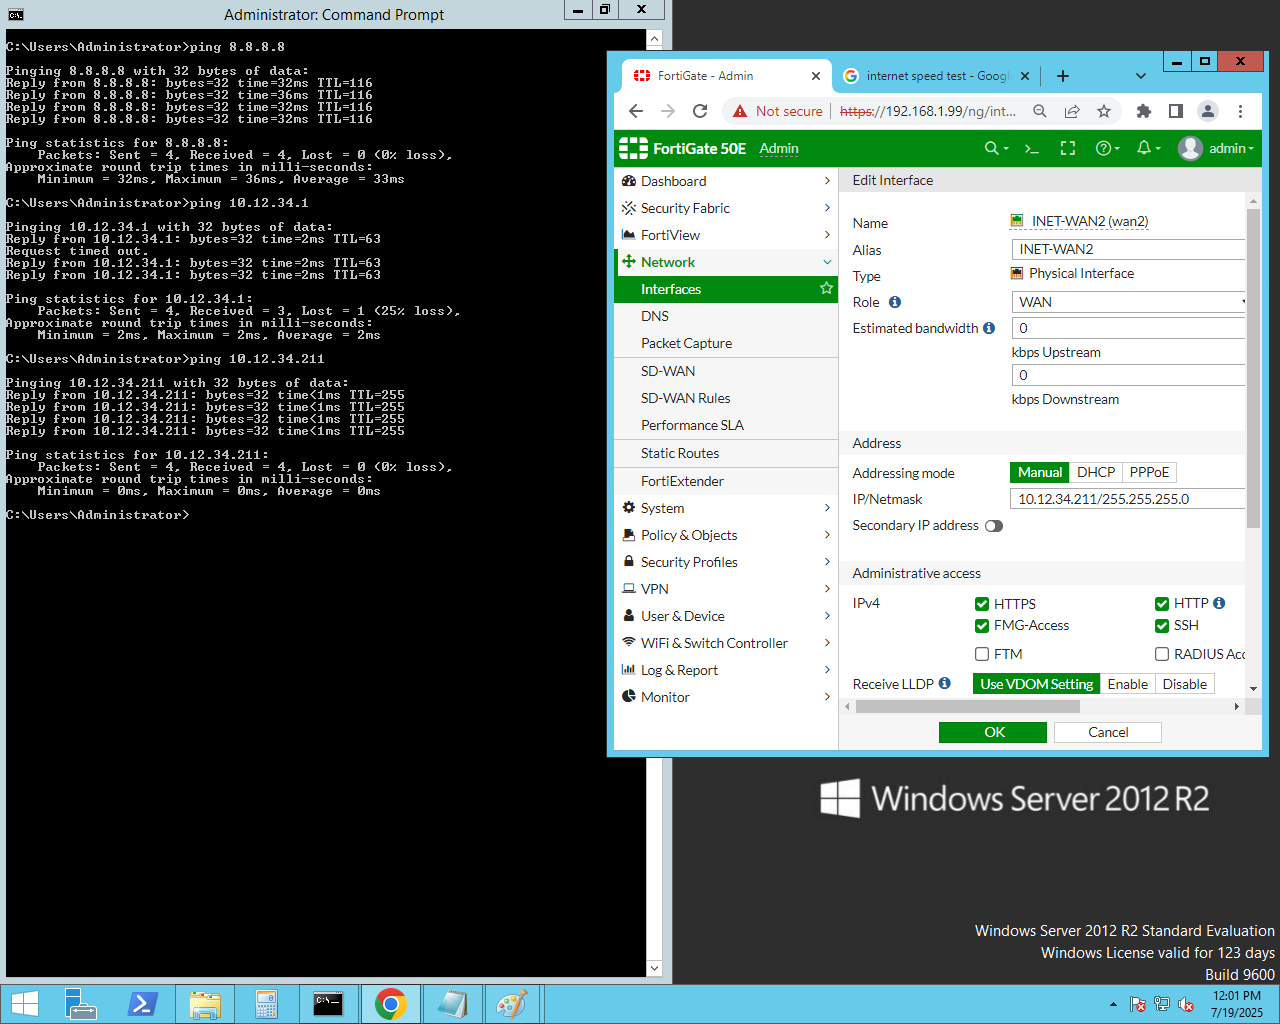 Administrator: Command Prompt
C:\Users\Administrator>ping 8.8.8.8
Pinging 8.8.8.8 with 32 bytes of data:
Reply from 8.8.8.8: bytes=32 time=32ms TTL=116
Reply from 8.8.8.8: bytes=32 time=36ms TTL=116
Reply from 8.8.8.8: bytes=32 time=32ms TTL=116
Reply from 8.8.8.8: bytes=32 time=32ms TTL=116
Ping statistics for 8.8.8.8:
Packets: Sent = 4, Received = 4, Lost = 0 (0% loss),
Approximate round trip times in milli-seconds:
Minimum = 32ms, Maximum = 36ms, Average = 33ms
C:\Users\Administrator>ping 10.12.34.1
Pinging 10.12.34.1 with 32 bytes of data:
Reply from 10.12.34.1: bytes=32 time=2ms TTL=63
Request timed out.
Reply from 10.12.34.1: bytes=32 time=2ms TTL=63
Reply from 10.12.34.1: bytes=32 time=2ms TTL=63
Ping statistics for 10.12.34.1:
Packets: Sent = 4, Received = 3, Lost = 1 (25% loss),
Approximate round trip times in milli-seconds:
Minimum = 2ms, Maximum = 2ms, Average = 2ms
C:\Users\Administrator>ping 10.12.34.211
Pinging 10.12.34.211 with 32 bytes of data:
Reply from 10.12.34.211: bytes=32 time<1ms TTL=255
Reply from 10.12.34.211: bytes=32 time<1ms TTL=255
Reply from 10.12.34.211: bytes=32 time<1ms TTL=255
Reply from 10.12.34.211: bytes=32 time<1ms TTL=255
Ping statistics for 10.12.34.211:
Packets: Sent = 4, Received = 4, Lost = 0 (0% loss),
Approximate round trip times in milli-seconds:
Minimum = 0ms, Maximum = 0ms, Average = 0ms
C:\Users\Administrator>
FortiGate - Admin
internet speed test - Google
Not secure
https://192.168.1.99/ng/int...
FortiGate 50E Admin
admin
Dashboard
Security Fabric
FortiView
Network
Interfaces
DNS
Packet Capture
SD-WAN
SD-WAN Rules
Performance SLA
Static Routes
FortiExtender
System
Policy & Objects
Security Profiles
VPN
User & Device
WiFi & Switch Controller
Log & Report
Monitor
Edit Interface
Name INET-WAN2 (wan2)
Alias INET-WAN2
Type Physical Interface
Role WAN
Estimated bandwidth 0
kbps Upstream
0
kbps Downstream
Address
Addressing mode Manual DHCP PPPoE
IP/Netmask 10.12.34.211/255.255.255.0
Secondary IP address
Administrative access
IPv4 HTTPS HTTP
FMG-Access SSH
FTM RADIUS Acc
Receive LLDP Use VDOM Setting Enable Disable
OK Cancel
Windows Server 2012 R2
Windows Server 2012 R2 Standard Evaluation
Windows License valid for 123 days
Build 9600
12:01 PM
7/19/2025